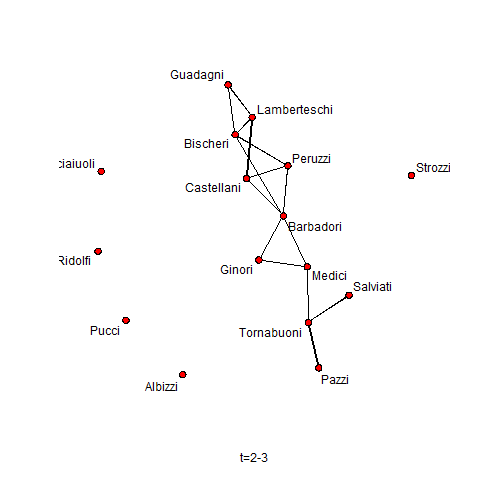 Guadagni
Lamberteschi
Bischeri
Peruzzi
ciaiuoli
Strozzi
Castellani
Barbadori
Ridolfi
Ginori
Medici
Salviati
Pucci
Tornabuoni
Albizzi
Pazzi
t=2-3